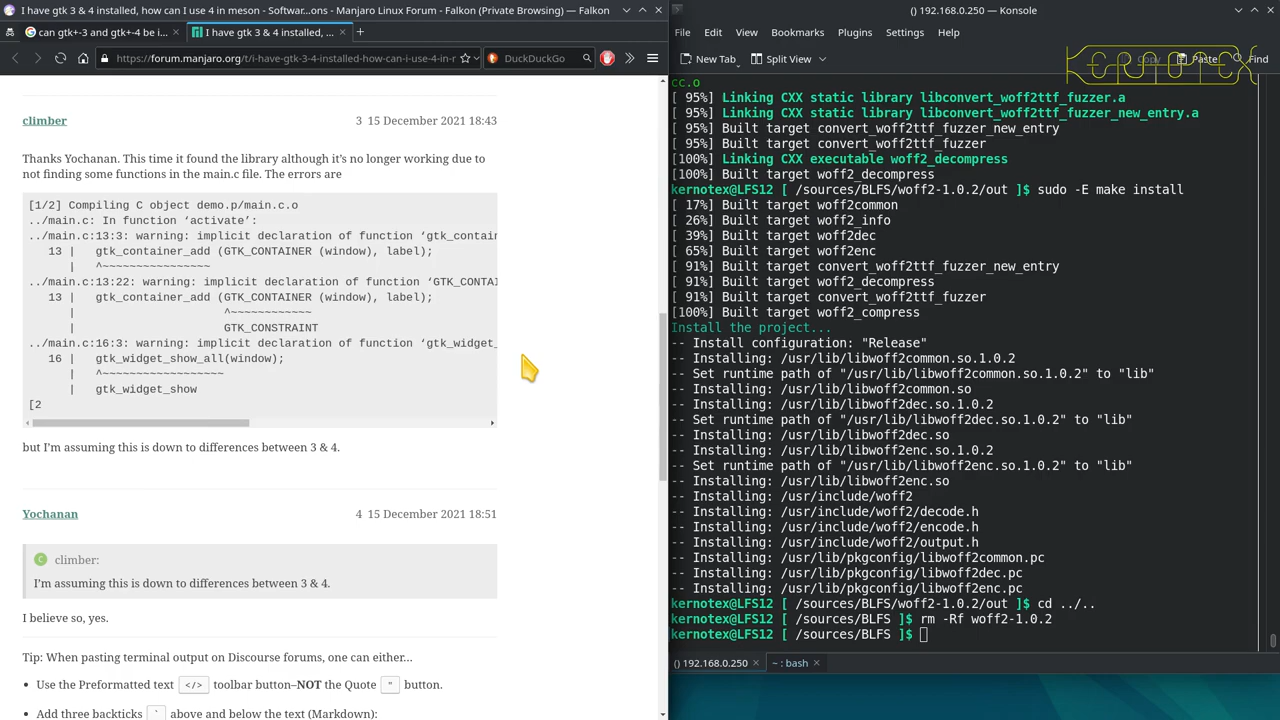 I have gtk 3 & 4 installed, how can I use 4 in meson - Softwar...ons - Manjaro Linux Forum - Falkon (Private Browsing) — Falkon
can gtk+-3 and gtk+-4 be i...
I have gtk 3 & 4 installed, ...
https://forum.manjaro.org/t/i-have-gtk-3-4-installed-how-can-i-use-4-in-r
DuckDuckGo
climber
3 15 December 2021 18:43
Thanks Yochanan. This time it found the library although it’s no longer working due to
not finding some functions in the main.c file. The errors are
[1/2] Compiling C object demo.p/main.c.o
../main.c: In function ‘activate’:
../main.c:13:3: warning: implicit declaration of function ‘gtk_contain
13 |   gtk_container_add (GTK_CONTAINER (window), label);
|   ^~~~~~~~~~~~~~~~~
../main.c:13:22: warning: implicit declaration of function ‘GTK_CONTA
13 |   gtk_container_add (GTK_CONTAINER (window), label);
|                      ^~~~~~~~~~~~~
|                      GTK_CONSTRAINT
../main.c:16:3: warning: implicit declaration of function ‘gtk_widget_
16 |   gtk_widget_show_all(window);
|   ^~~~~~~~~~~~~~~~~~~
|   gtk_widget_show
[2
but I’m assuming this is down to differences between 3 & 4.
Yochanan
4 15 December 2021 18:51
C climber:
I’m assuming this is down to differences between 3 & 4.
I believe so, yes.
Tip: When pasting terminal output on Discourse forums, one can either…
• Use the Preformatted text </> toolbar button–NOT the Quote " button.
• Add three backticks ` above and below the text (Markdown):
() 192.168.0.250 — Konsole
File Edit View Bookmarks Plugins Settings Help
New Tab Split View Copy Paste Find
KERNOTEX
cc.o
[ 95%] Linking CXX static library libconvert_woff2ttf_fuzzer.a
[ 95%] Linking CXX static library libconvert_woff2ttf_fuzzer_new_entry.a
[ 95%] Built target convert_woff2ttf_fuzzer_new_entry
[ 95%] Built target convert_woff2ttf_fuzzer
[100%] Linking CXX executable woff2_decompress
[100%] Built target woff2_decompress
kernotex@LFS12 [ /sources/BLFS/woff2-1.0.2/out ]$ sudo -E make install
[ 17%] Built target woff2common
[ 26%] Built target woff2_info
[ 39%] Built target woff2dec
[ 65%] Built target woff2enc
[ 91%] Built target convert_woff2ttf_fuzzer_new_entry
[ 91%] Built target woff2_decompress
[ 91%] Built target convert_woff2ttf_fuzzer
[100%] Built target woff2_compress
Install the project...
-- Install configuration: "Release"
-- Installing: /usr/lib/libwoff2common.so.1.0.2
-- Set runtime path of "/usr/lib/libwoff2common.so.1.0.2" to "lib"
-- Installing: /usr/lib/libwoff2common.so
-- Installing: /usr/lib/libwoff2dec.so.1.0.2
-- Set runtime path of "/usr/lib/libwoff2dec.so.1.0.2" to "lib"
-- Installing: /usr/lib/libwoff2dec.so
-- Installing: /usr/lib/libwoff2enc.so.1.0.2
-- Set runtime path of "/usr/lib/libwoff2enc.so.1.0.2" to "lib"
-- Installing: /usr/lib/libwoff2enc.so
-- Installing: /usr/include/woff2
-- Installing: /usr/include/woff2/decode.h
-- Installing: /usr/include/woff2/encode.h
-- Installing: /usr/include/woff2/output.h
-- Installing: /usr/lib/pkgconfig/libwoff2common.pc
-- Installing: /usr/lib/pkgconfig/libwoff2dec.pc
-- Installing: /usr/lib/pkgconfig/libwoff2enc.pc
kernotex@LFS12 [ /sources/BLFS/woff2-1.0.2/out ]$ cd ../..
kernotex@LFS12 [ /sources/BLFS ]$ rm -Rf woff2-1.0.2
kernotex@LFS12 [ /sources/BLFS ]$
() 192.168.0.250
~ : bash